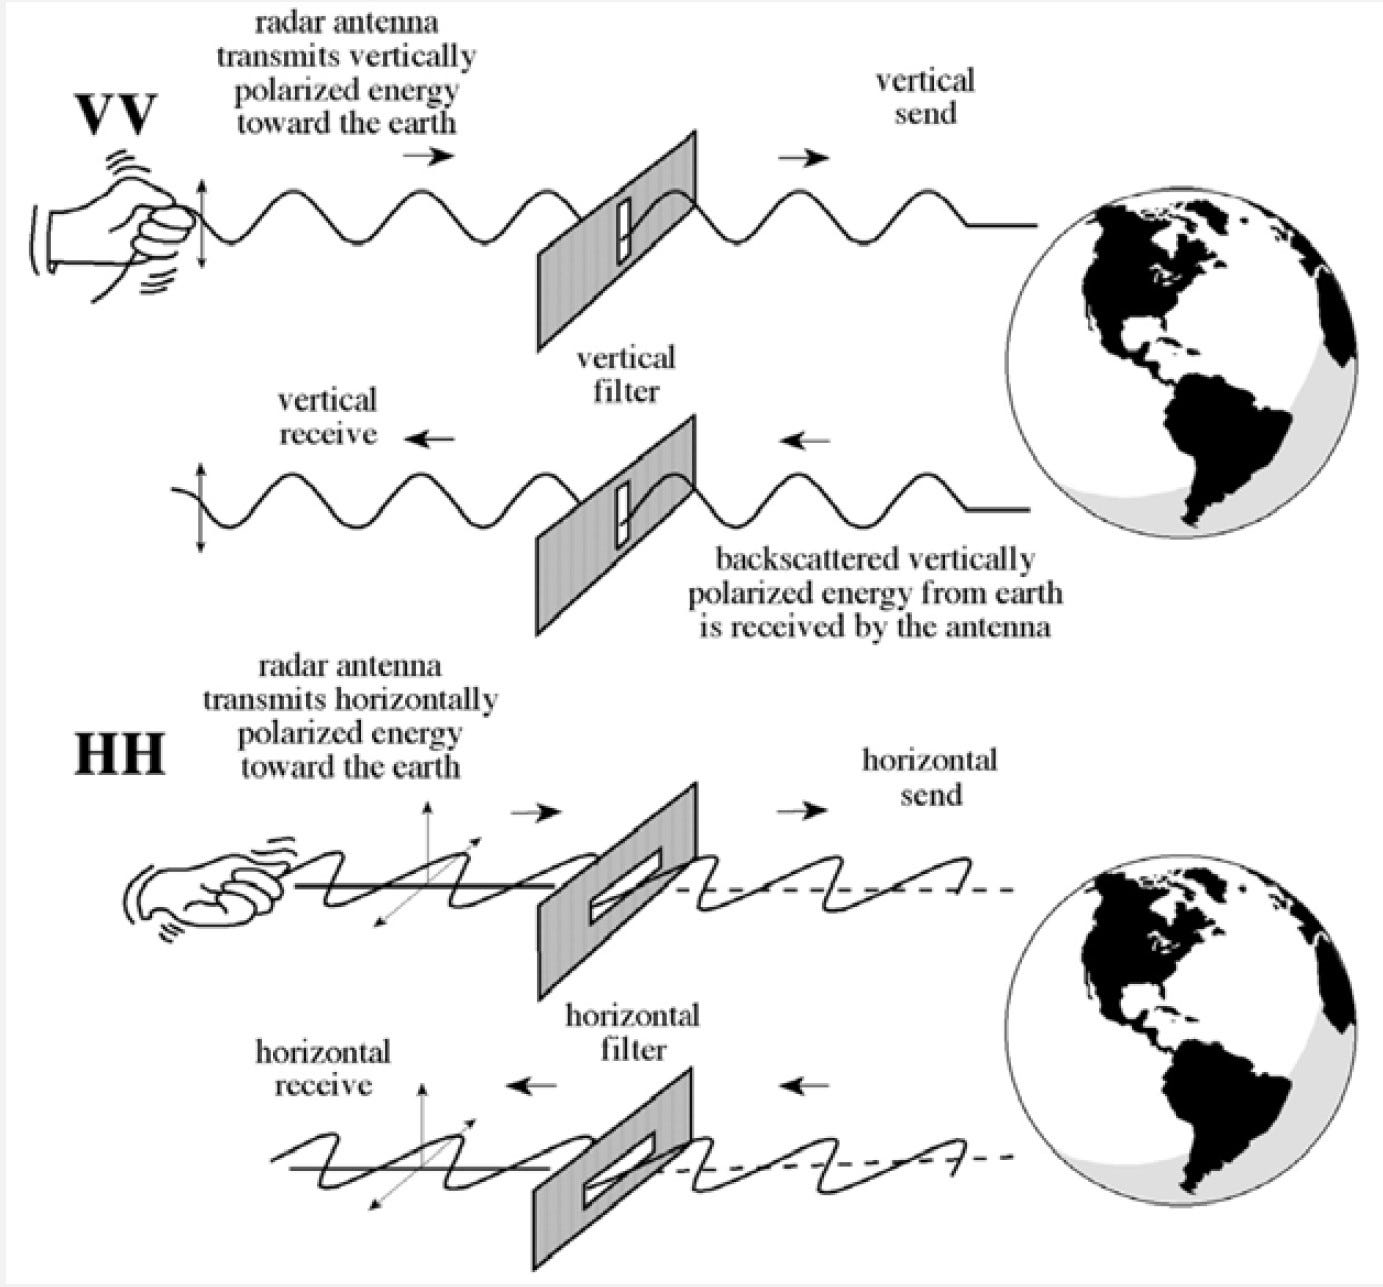 radar antenna
transmits vertically
polarized energy
toward the earth
VV
vertical
send
vertical
filter
vertical
receive
backscattered vertically
polarized energy from earth
is received by the antenna
radar antenna
transmits horizontally
polarized energy
toward the earth
HH
horizontal
send
horizontal
filter
horizontal
receive